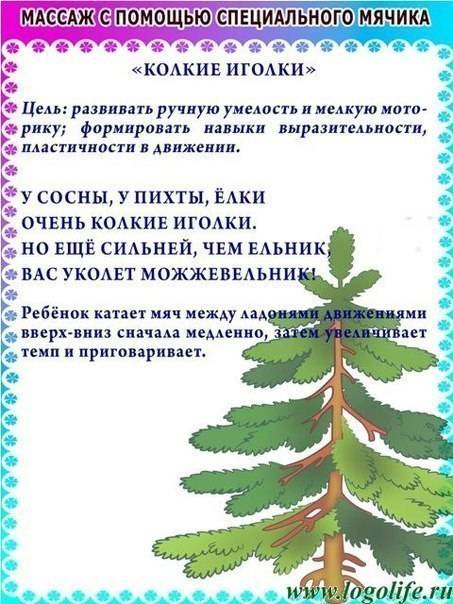 МАССАЖ С ПОМОЩЬЮ СПЕЦИАЛЬНОГО МЯЧИКА
«КОЛКИЕ ИГОЛКИ»
Цель: развивать ручную умелость и мелкую мото-
рику; формировать навыки выразительности,
пластичности в движении.
У СОСНЫ, У ПИХТЫ, ЁЛКИ
ОЧЕНЬ КОЛКИЕ ИГОЛКИ.
НО ЕЩЁ СИЛЬНЕЙ, ЧЕМ ЕЛЬНИК,
ВАС УКОЛЕТ МОЖЖЕВЕЛЬНИК!
Ребёнок катает мяч между ладонями движениями
вверх-вниз сначала медленно, затем увеличивает
темп и приговаривает.
www.logolife.ru